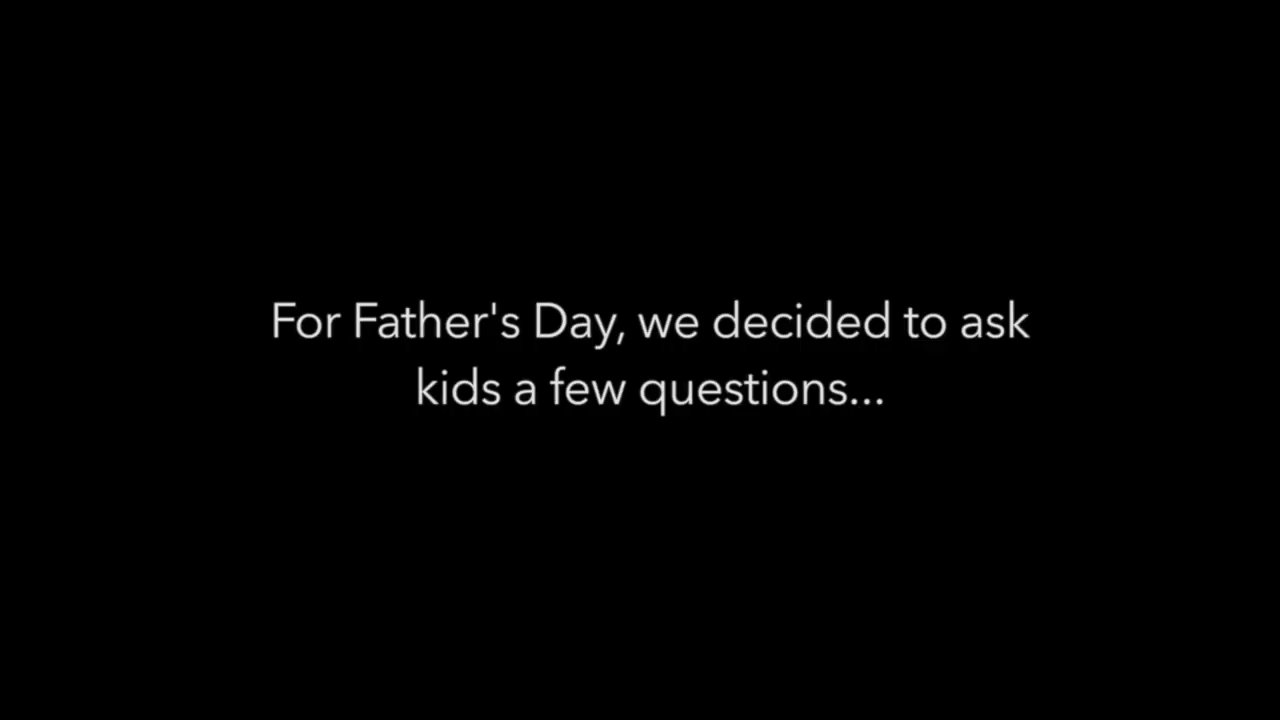 For Father's Day, we decided to ask
kids a few questions...